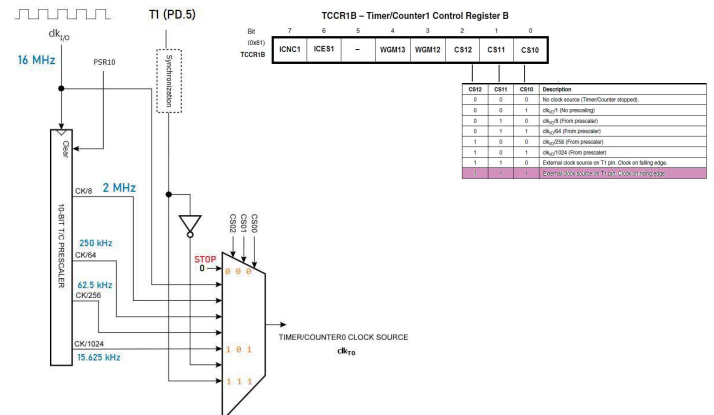 T1 (PD.5)
clkI/O
16 MHz
PSR10
Synchronization
Clear
10-BIT T/C PRESCALER
CK/8
2 MHz
250 kHz
CK/64
62.5 kHz
CK/256
CK/1024
15.625 kHz
CS02
CS01
CS00
STOP
0
0 0 0
1 0 1
1 1 1
TIMER/COUNTER0 CLOCK SOURCE
clkT0
TCCR1B – Timer/Counter1 Control Register B
Bit 7 6 5 4 3 2 1 0
(0x81)
TCCR1B
ICNC1 ICES1 – WGM13 WGM12 CS12 CS11 CS10
CS12 CS11 CS10 Description
0 0 0 No clock source (Timer/Counter stopped).
0 0 1 clkI/O/1 (No prescaling)
0 1 0 clkI/O/8 (From prescaler)
0 1 1 clkI/O/64 (From prescaler)
1 0 0 clkI/O/256 (From prescaler)
1 0 1 clkI/O/1024 (From prescaler)
1 1 0 External clock source on T1 pin. Clock on falling edge.
1 1 1 External clock source on T1 pin. Clock on rising edge.